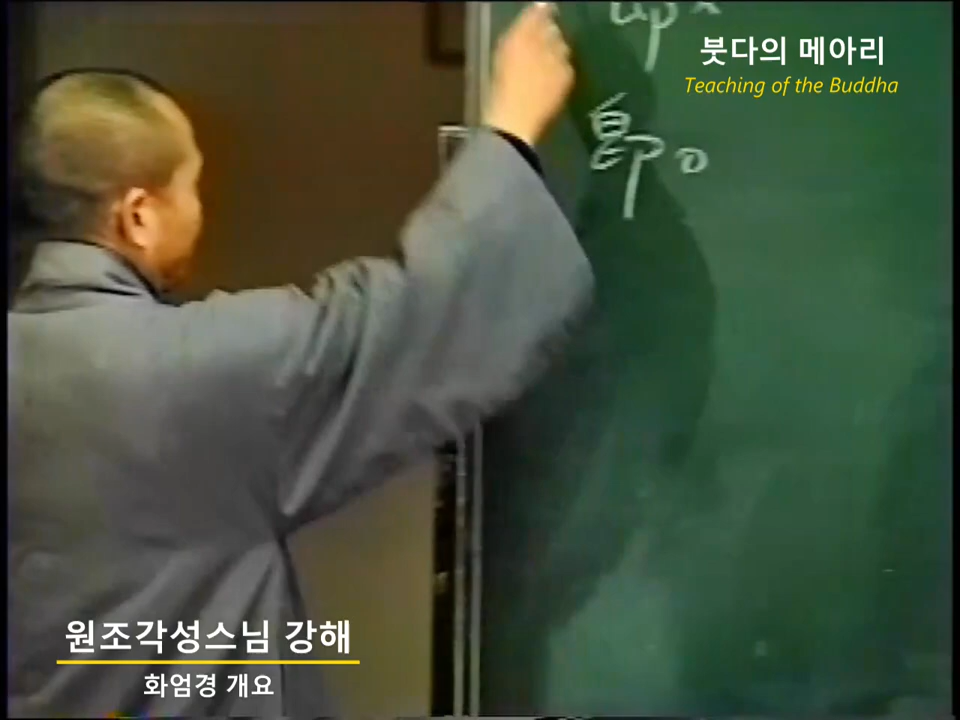 붓다의 메아리
Teaching of the Buddha
원조각성스님 강해
화엄경 개요